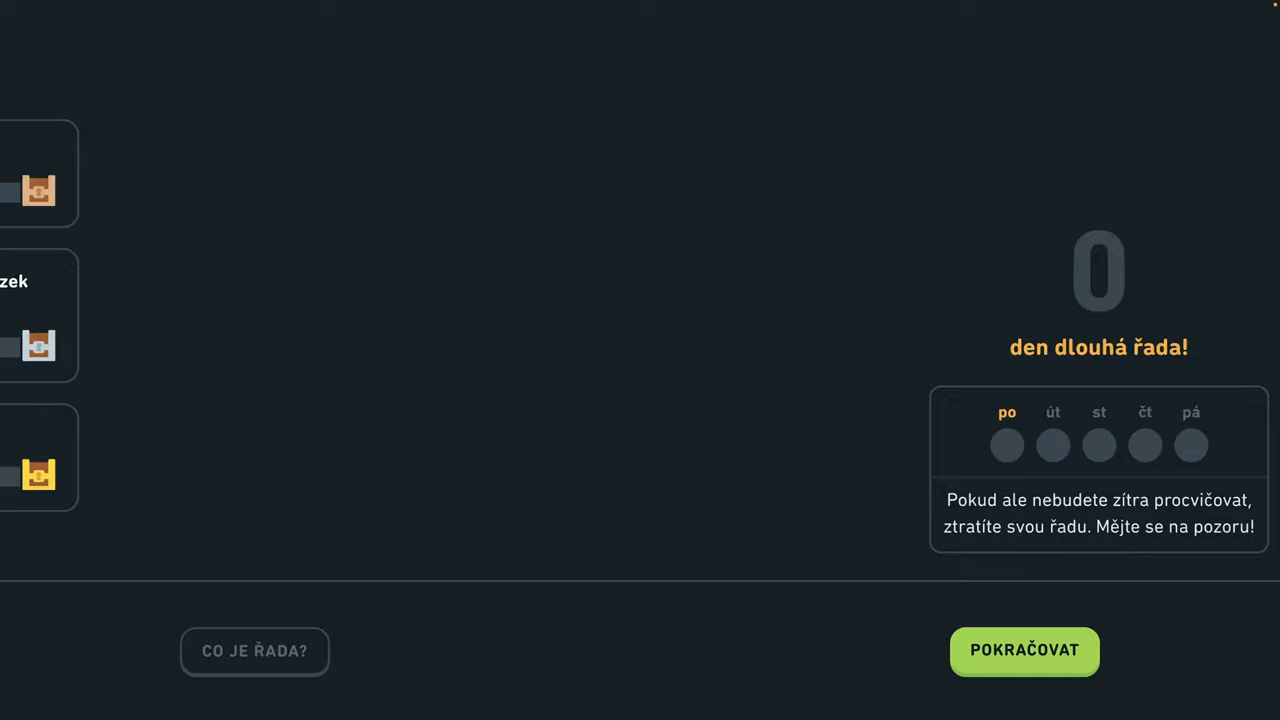 zek
0
den dlouhá řada!
po út st čt pá
Pokud ale nebudete zítra procvičovat,
ztratíte svou řadu. Mějte se na pozoru!
CO JE ŘADA?
POKRAČOVAT